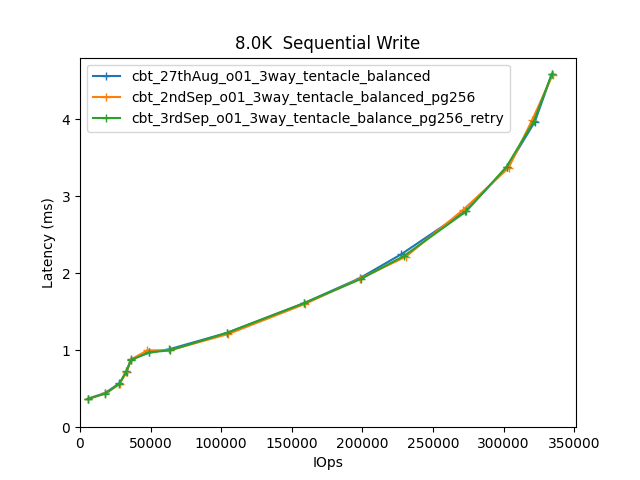 8.0K  Sequential Write
cbt_27thAug_o01_3way_tentacle_balanced
cbt_2ndSep_o01_3way_tentacle_balanced_pg256
cbt_3rdSep_o01_3way_tentacle_balance_pg256_retry
Latency (ms)
4
3
2
1
0
0 50000 100000 150000 200000 250000 300000 350000
IOps